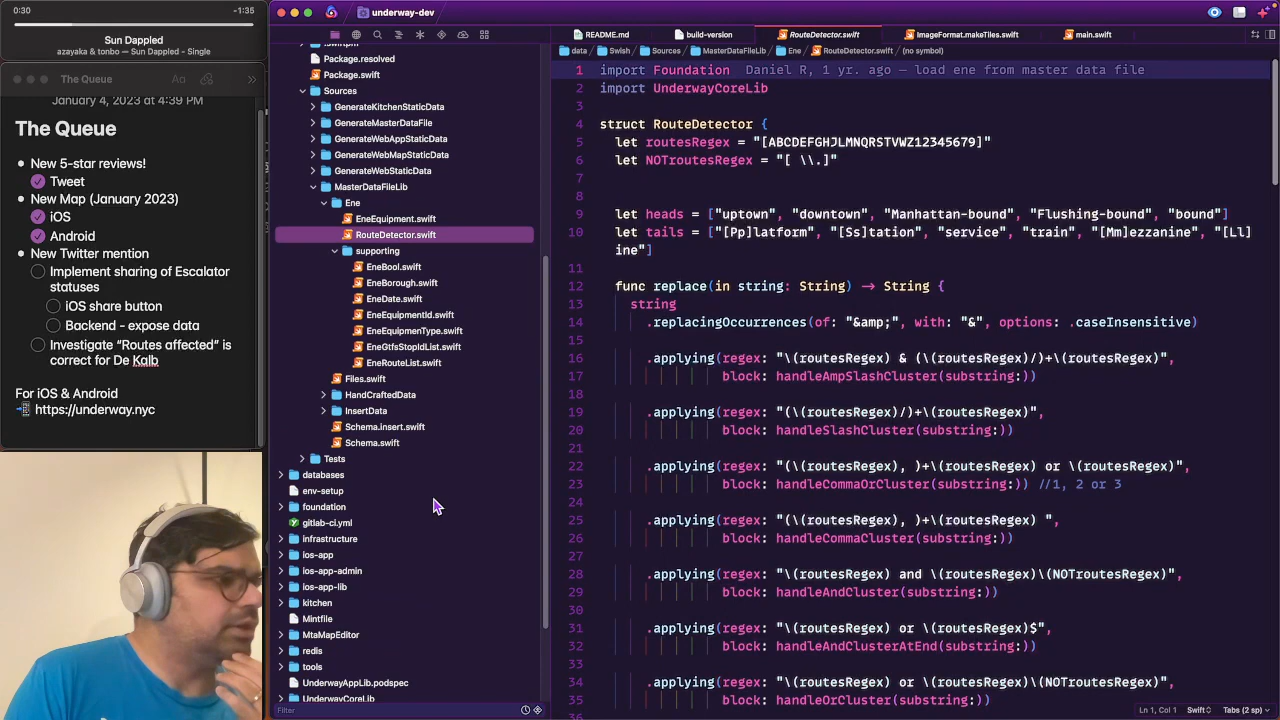 0:30
-1:35
Sun Dappled
azayaka & tonbo — Sun Dappled - Single
The Queue
Aa
January 4, 2023 at 4:39 PM
The Queue
New 5-star reviews!
Tweet
New Map (January 2023)
iOS
Android
New Twitter mention
Implement sharing of Escalator
statuses
iOS share button
Backend - expose data
Investigate “Routes affected” is
correct for De Kalb
For iOS & Android
https://underway.nyc
underway-dev
Package.resolved
Package.swift
Sources
GenerateKitchenStaticData
GenerateMasterDataFile
GenerateWebAppStaticData
GenerateWebMapStaticData
GenerateWebStaticData
MasterDataFileLib
Ene
EneEquipment.swift
RouteDetector.swift
supporting
EneBool.swift
EneBorough.swift
EneDate.swift
EneEquipmentId.swift
EneEquipmenType.swift
EneGtfsStopIdList.swift
EneRouteList.swift
Files.swift
HandCraftedData
InsertData
Schema.insert.swift
Schema.swift
Tests
databases
env-setup
foundation
gitlab-ci.yml
infrastructure
ios-app
ios-app-admin
ios-app-lib
kitchen
Mintfile
MtaMapEditor
redis
tools
UnderwayAppLib.podspec
UnderwayCoreLib
Filter
README.md
build-version
RouteDetector.swift
ImageFormat.makeTiles.swift
main.swift
data
Swish
Sources
MasterDataFileLib
Ene
RouteDetector.swift
(no symbol)
1 import Foundation Daniel R, 1 yr. ago — load ene from master data file
2 import UnderwayCoreLib
3
4 struct RouteDetector {
5 let routesRegex = "[ABCDEFGHJLMNQRSTVWZ12345679]"
6 let NOTroutesRegex = "[ \\.]"
7
8
9 let heads = ["uptown", "downtown", "Manhattan-bound", "Flushing-bound", "bound"]
10 let tails = ["[Pp]latform", "[Ss]tation", "service", "train", "[Mm]ezzanine", "[Ll]
ine"]
11
12 func replace(in string: String) -> String {
13 string
14 .replacingOccurrences(of: "&amp;", with: "&", options: .caseInsensitive)
15
16 .applying(regex: "\(routesRegex) & (\(routesRegex)/)+\(routesRegex)",
17 block: handleAmpSlashCluster(substring:))
18
19 .applying(regex: "(\(routesRegex)/)+\(routesRegex)",
20 block: handleSlashCluster(substring:))
21
22 .applying(regex: "(\(routesRegex), )+\(routesRegex) or \(routesRegex)",
23 block: handleCommaOrCluster(substring:)) //1, 2 or 3
24
25 .applying(regex: "(\(routesRegex), )+\(routesRegex) ",
26 block: handleCommaCluster(substring:))
27
28 .applying(regex: "\(routesRegex) and \(routesRegex)\(NOTroutesRegex)",
29 block: handleAndCluster(substring:))
30
31 .applying(regex: "\(routesRegex) or \(routesRegex)$",
32 block: handleAndClusterAtEnd(substring:))
33
34 .applying(regex: "\(routesRegex) or \(routesRegex)\(NOTroutesRegex)",
35 block: handleOrCluster(substring:))
36
Ln 1, Col 1
Swift
Tabs (2 sp)